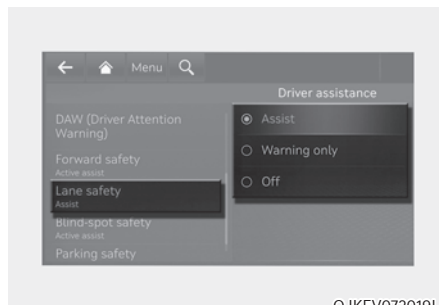 Menu
Driver assistance
DAW (Driver Attention
Warning)
Forward safety
Active assist
Lane safety
Assist
Blind-spot safety
Active assist
Parking safety
Assist
Warning only
Off